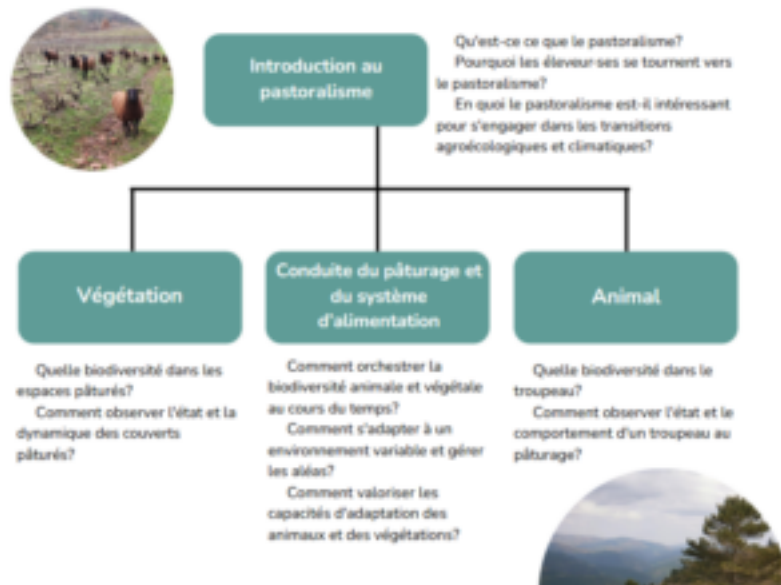 Introduction au
pastoralisme
Qu'est-ce ce que le pastoralisme?
Pourquoi les éleveur·ses se tournent vers
le pastoralisme?
En quoi le pastoralisme est-il intéressant
pour s'engager dans les transitions
agroécologiques et climatiques?
Végétation
Quelle biodiversité dans les
espaces pâturés?
Comment observer l'état et la
dynamique des couverts
pâturés?
Conduite du pâturage et
du système
d'alimentation
Comment orchestrer la
biodiversité animale et végétale
au cours du temps?
Comment s'adapter à un
environnement variable et gérer
les aléas?
Comment valoriser les
capacités d'adaptation des
animaux et des végétations?
Animal
Quelle biodiversité dans le
troupeau?
Comment observer l'état et le
comportement d'un troupeau au
pâturage?